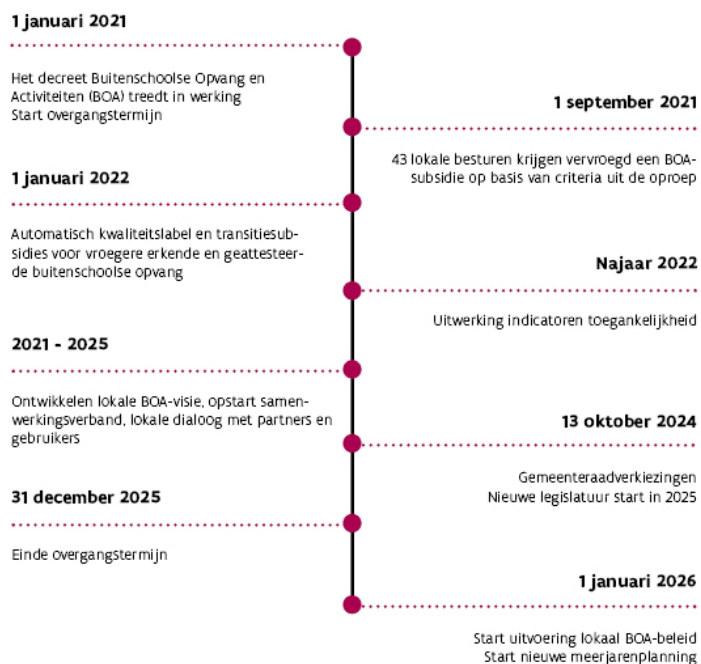 1 januari 2021
Het decreet Buitenschoolse Opvang en
Activiteiten (BOA) treedt in werking
Start overgangstermijn
1 september 2021
43 lokale besturen krijgen vervroegd een BOA-
subsidie op basis van criteria uit de oproep
1 januari 2022
Automatisch kwaliteitslabel en transitiesub-
sidies voor vroegere erkende en geattesteer-
de buitenschoolse opvang
Najaar 2022
Uitwerking indicatoren toegankelijkheid
2021 - 2025
Ontwikkelen lokale BOA-visie, opstart samen-
werkingsverband, lokale dialoog met partners en
gebruikers
13 oktober 2024
Gemeenteraadverkiezingen
Nieuwe legislatuur start in 2025
31 december 2025
Einde overgangstermijn
1 januari 2026
Start uitvoering lokaal BOA-beleid
Start nieuwe meerjarenplanning